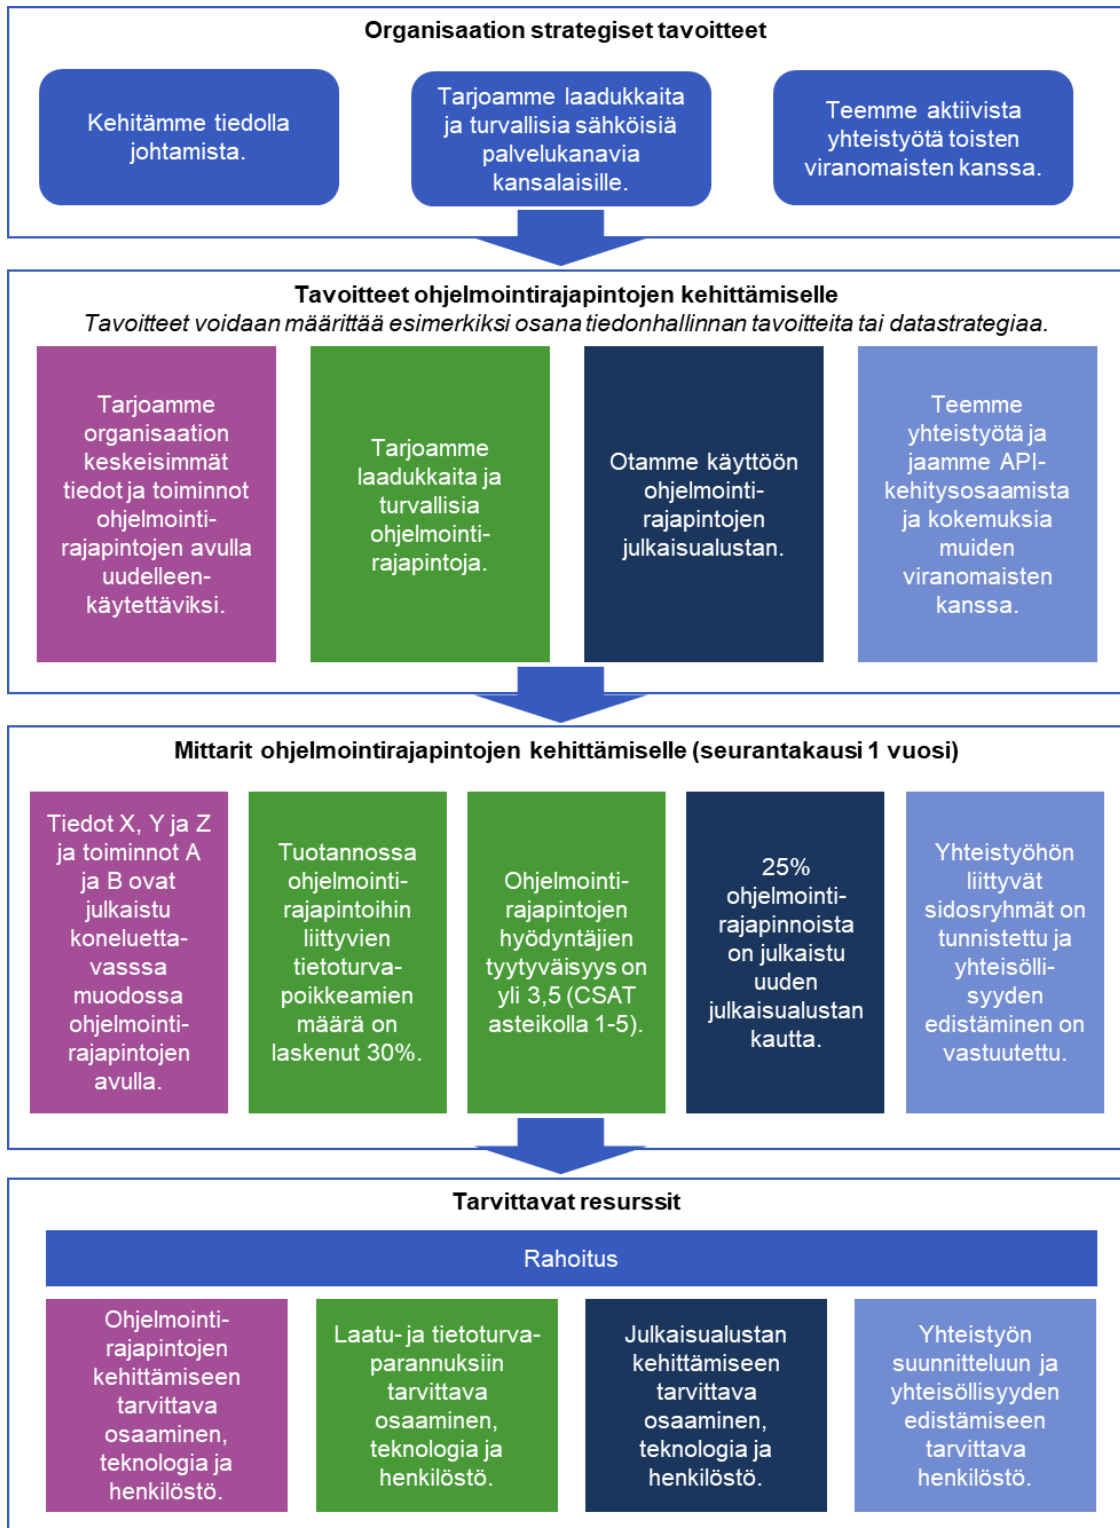 Organisaation strategiset tavoitteet
Kehitämme tiedolla
johtamista.
Tarjoamme laadukkaita
ja turvallisia sähköisiä
palvelukanavia
kansalaisille.
Teemme aktiivista
yhteistyötä toisten
viranomaisten kanssa.
Tavoitteet ohjelmointirajapintojen kehittämiselle
Tavoitteet voidaan määrittää esimerkiksi osana tiedonhallinnan tavoitteita tai datastrategiaa.
Tarjoamme
organisaation
keskeisimmät
tiedot ja toiminnot
ohjelmointi-
rajapintojen avulla
uudelleen-
käytettäviksi.
Tarjoamme
laadukkaita ja
turvallisia
ohjelmointi-
rajapintoja.
Otamme käyttöön
ohjelmointi-
rajapintojen
julkaisualustan.
Teemme
yhteistyötä ja
jaamme API-
kehitysosaamista
ja kokemuksia
muiden
viranomaisten
kanssa.
Mittarit ohjelmointirajapintojen kehittämiselle (seurantakausi 1 vuosi)
Tiedot X, Y ja Z
ja toiminnot A
ja B ovat
julkaistu
koneluetta-
vasssa
muodossa
ohjelmointi-
rajapintojen
avulla.
Tuotannossa
ohjelmointi-
rajapintoihin
liittyvien
tietoturva-
poikkeamien
määrä on
laskenut 30%.
Ohjelmointi-
rajapintojen
hyödyntäjien
tyytyväisyys on
yli 3,5 (CSAT
asteikolla 1-5).
25%
ohjelmointi-
rajapinnoista
on julkaistu
uuden
julkaisualustan
kautta.
Yhteistyöhön
liittyvät
sidosryhmät on
tunnistettu ja
yhteisölli-
syyden
edistäminen on
vastuutettu.
Tarvittavat resurssit
Rahoitus
Ohjelmointi-
rajapintojen
kehittämiseen
tarvittava
osaaminen,
teknologia ja
henkilöstö.
Laatu- ja tietoturva-
parannuksiin
tarvittava
osaaminen,
teknologia ja
henkilöstö.
Julkaisualustan
kehittämiseen
tarvittava
osaaminen,
teknologia ja
henkilöstö.
Yhteistyön
suunnitteluun ja
yhteisöllisyyden
edistämiseen
tarvittava
henkilöstö.